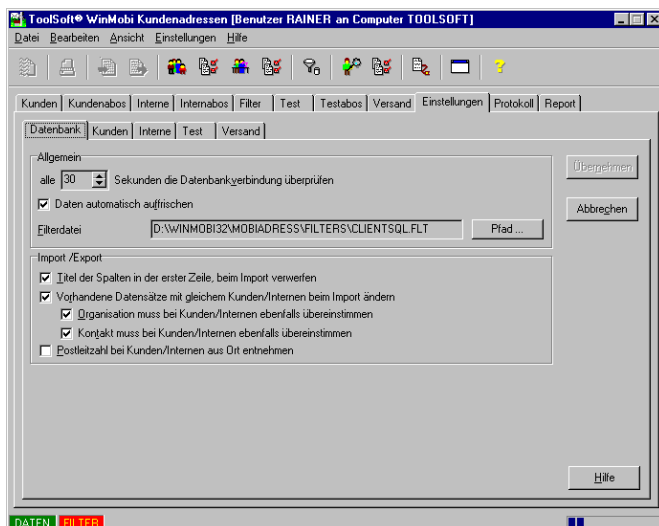 ToolSoft® WinMobi Kundenadressen [Benutzer RAINER an Computer TOOLSOFT]
Datei Bearbeiten Ansicht Einstellungen Hilfe
Kunden Kundenabos Interne Internabos Filter Test Testabos Versand Einstellungen Protokoll Report
Datenbank Kunden Interne Test Versand
Allgemein
Übernehmen
alle 30 Sekunden die Datenbankverbindung überprüfen
Daten automatisch auffrischen
Abbrechen
Filterdatei D:\WINMOBI32\MOBIADRESS\FILTERS\CLIENTSQL.FLT Pfad ...
Import /Export
Titel der Spalten in der erster Zeile, beim Import verwerfen
Vorhandene Datensätze mit gleichem Kunden/Internen beim Import ändern
Organisation muss bei Kunden/Internen ebenfalls übereinstimmen
Kontakt muss bei Kunden/Internen ebenfalls übereinstimmen
Postleitzahl bei Kunden/Internen aus Ort entnehmen
Hilfe
DATEN FILTER